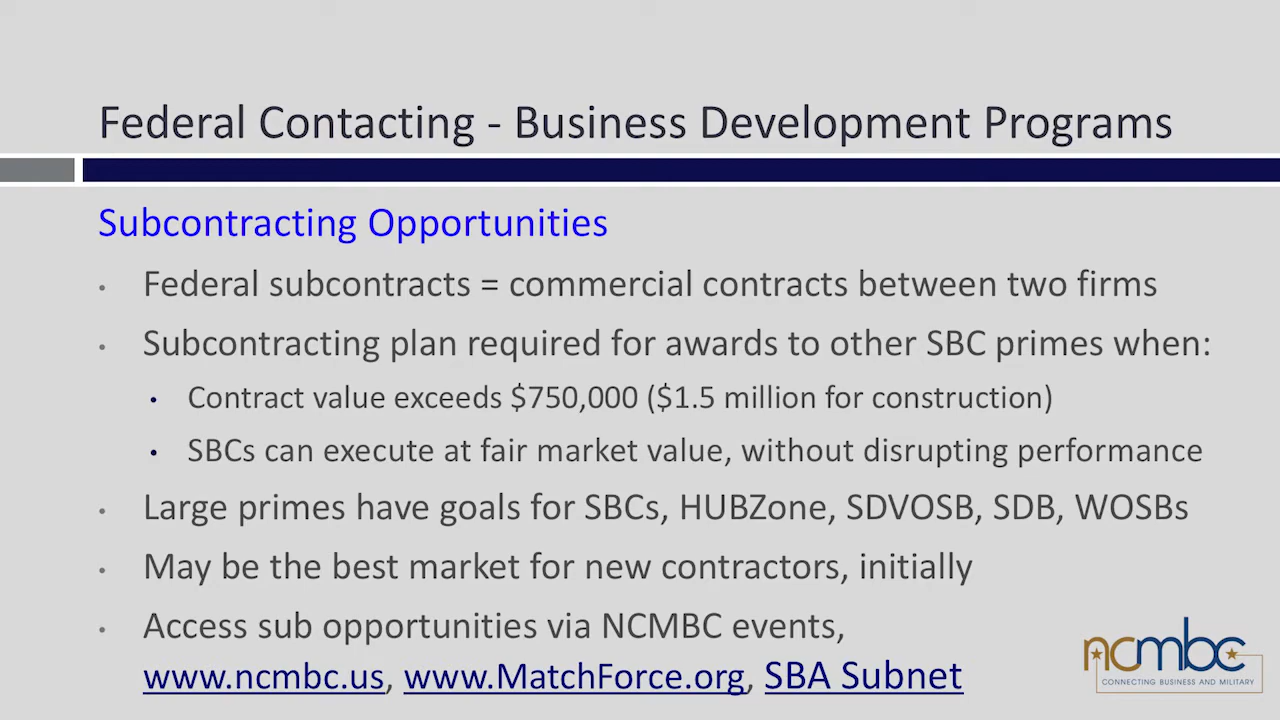 Federal Contacting - Business Development Programs
Subcontracting Opportunities
• Federal subcontracts = commercial contracts between two firms
• Subcontracting plan required for awards to other SBC primes when:
• Contract value exceeds $750,000 ($1.5 million for construction)
• SBCs can execute at fair market value, without disrupting performance
• Large primes have goals for SBCs, HUBZone, SDVOSB, SDB, WOSBs
• May be the best market for new contractors, initially
• Access sub opportunities via NCMBC events,
www.ncmbc.us, www.MatchForce.org, SBA Subnet
ncmbc
CONNECTING BUSINESS AND MILITARY